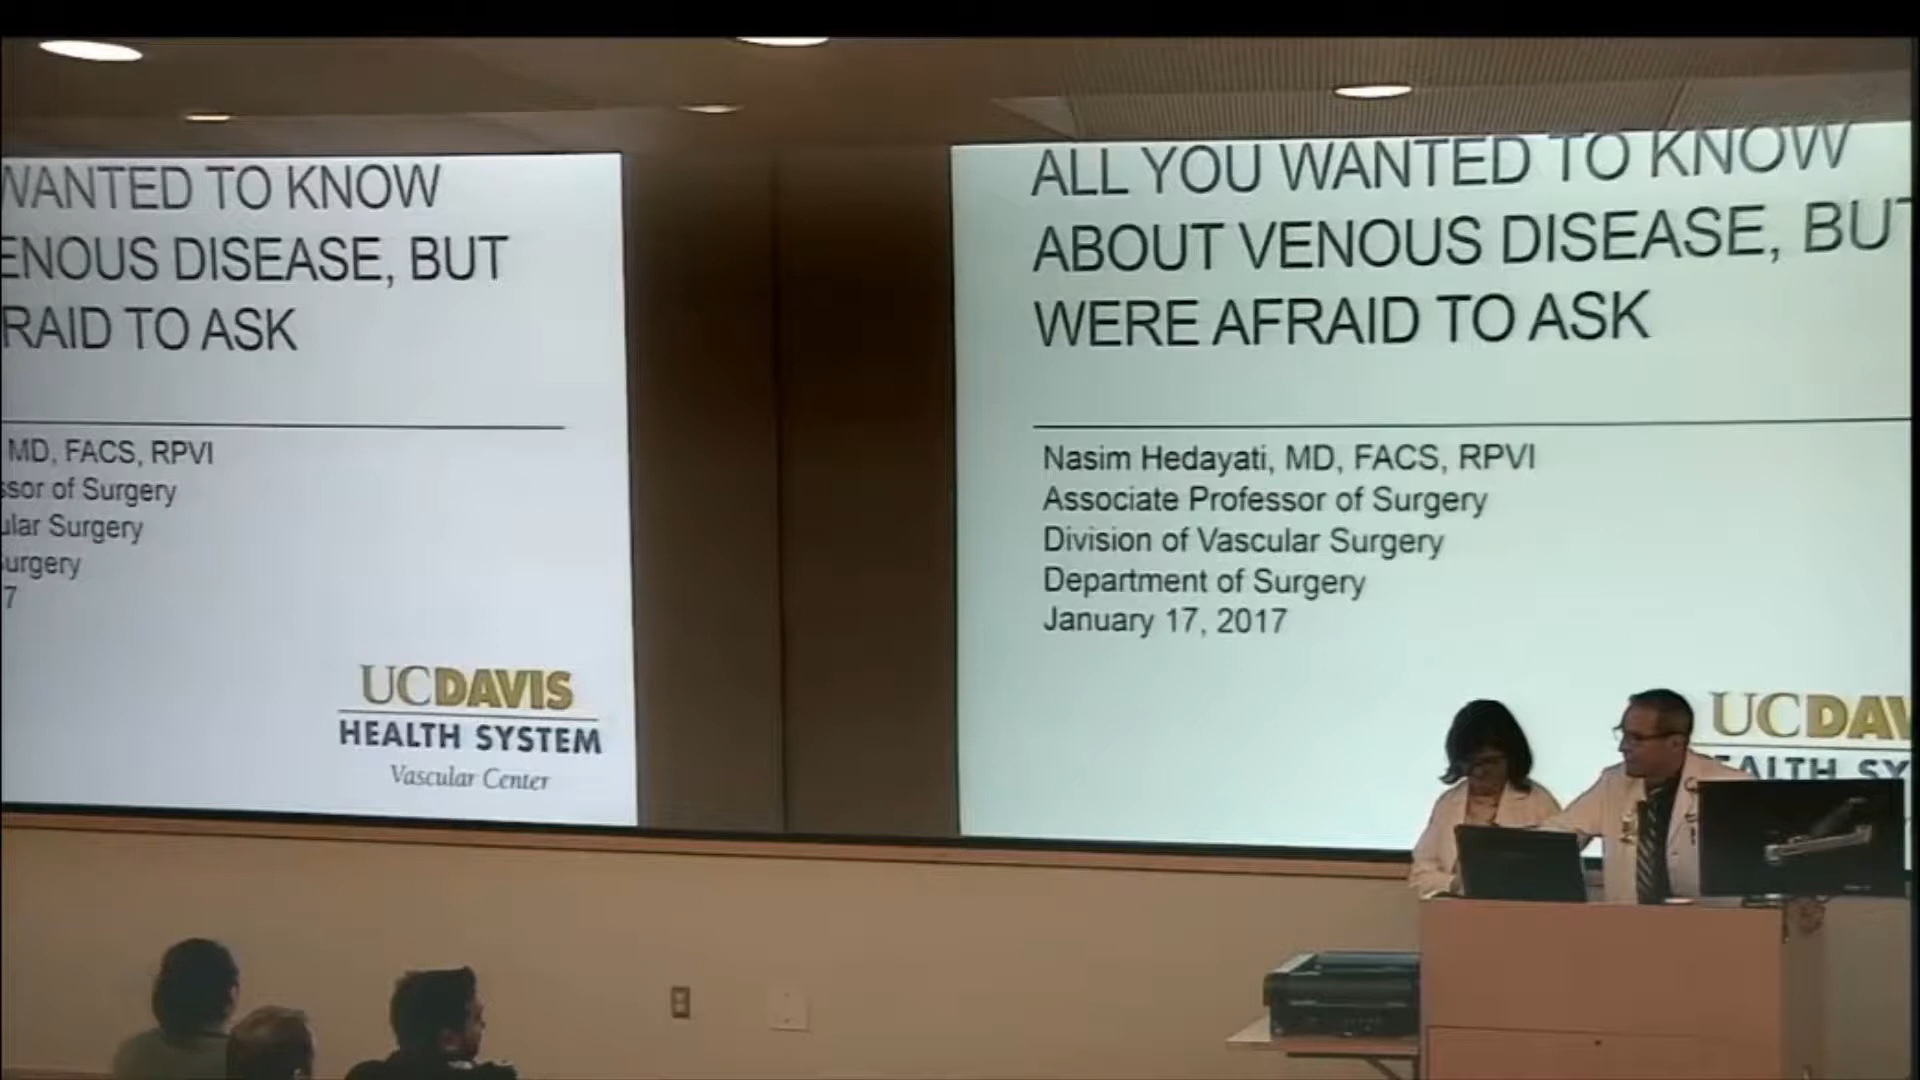 WANTED TO KNOW
ENOUS DISEASE, BUT
RAID TO ASK
MD, FACS, RPVI
ssor of Surgery
ular Surgery
urgery
7
UCDAVIS
HEALTH SYSTEM
Vascular Center
ALL YOU WANTED TO KNOW
ABOUT VENOUS DISEASE, BUT
WERE AFRAID TO ASK
Nasim Hedayati, MD, FACS, RPVI
Associate Professor of Surgery
Division of Vascular Surgery
Department of Surgery
January 17, 2017
UCDAV
EALTH SY